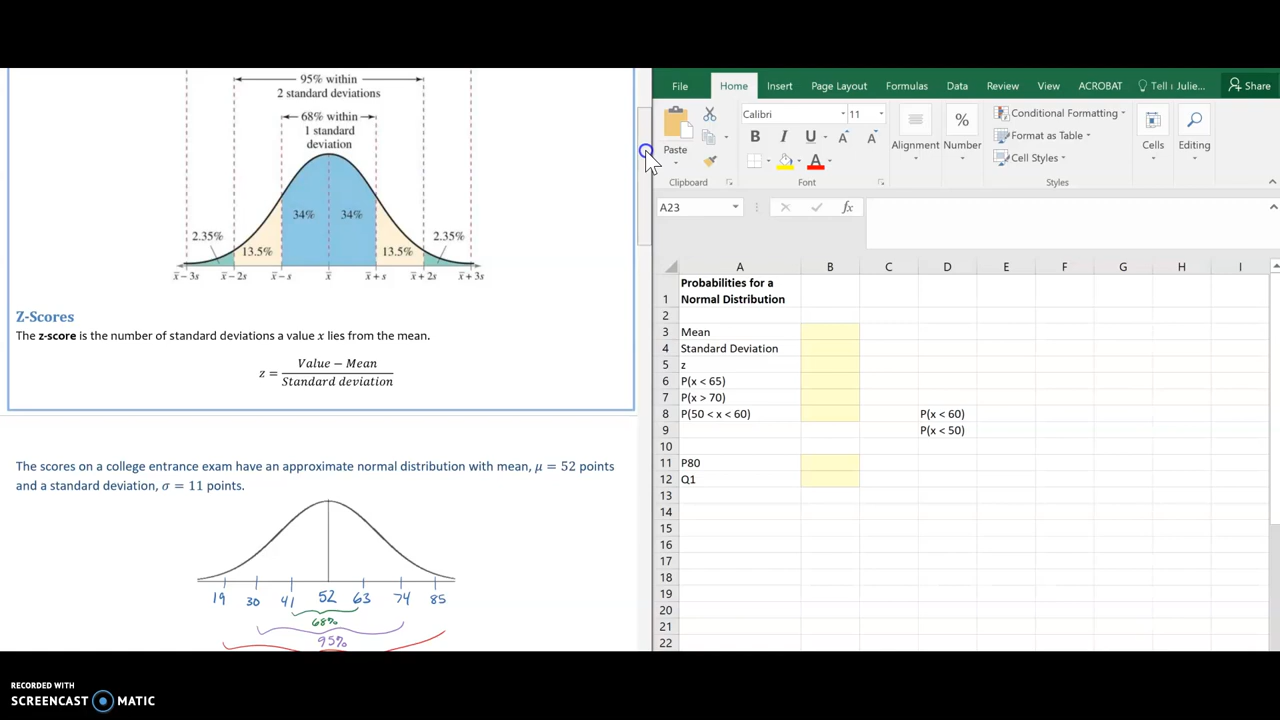 95% within
2 standard deviations
68% within
1 standard
deviation
34% 34%
2.35% 13.5% 13.5% 2.35%
x̄ − 3s x̄ − 2s x̄ − s x̄ x̄ + s x̄ + 2s x̄ + 3s
Z-Scores
The z-score is the number of standard deviations a value x lies from the mean.
z = Value − Mean / Standard deviation
The scores on a college entrance exam have an approximate normal distribution with mean, μ = 52 points
and a standard deviation, σ = 11 points.
19 30 41 52 63 74 85
68%
95%
File Home Insert Page Layout Formulas Data Review View ACROBAT Tell Julie... Share
Paste
Clipboard
Calibri 11
B I U A A
A
Font
Alignment
%
Number
Conditional Formatting
Format as Table
Cell Styles
Styles
Cells
Editing
A23 fx
A B C D E F G H I
1 Probabilities for a
Normal Distribution
2
3 Mean
4 Standard Deviation
5 z
6 P(x < 65)
7 P(x > 70)
8 P(50 < x < 60) P(x < 60)
9 P(x < 50)
10
11 P80
12 Q1
13
14
15
16
17
18
19
20
21
22
RECORDED WITH
SCREENCAST MATIC